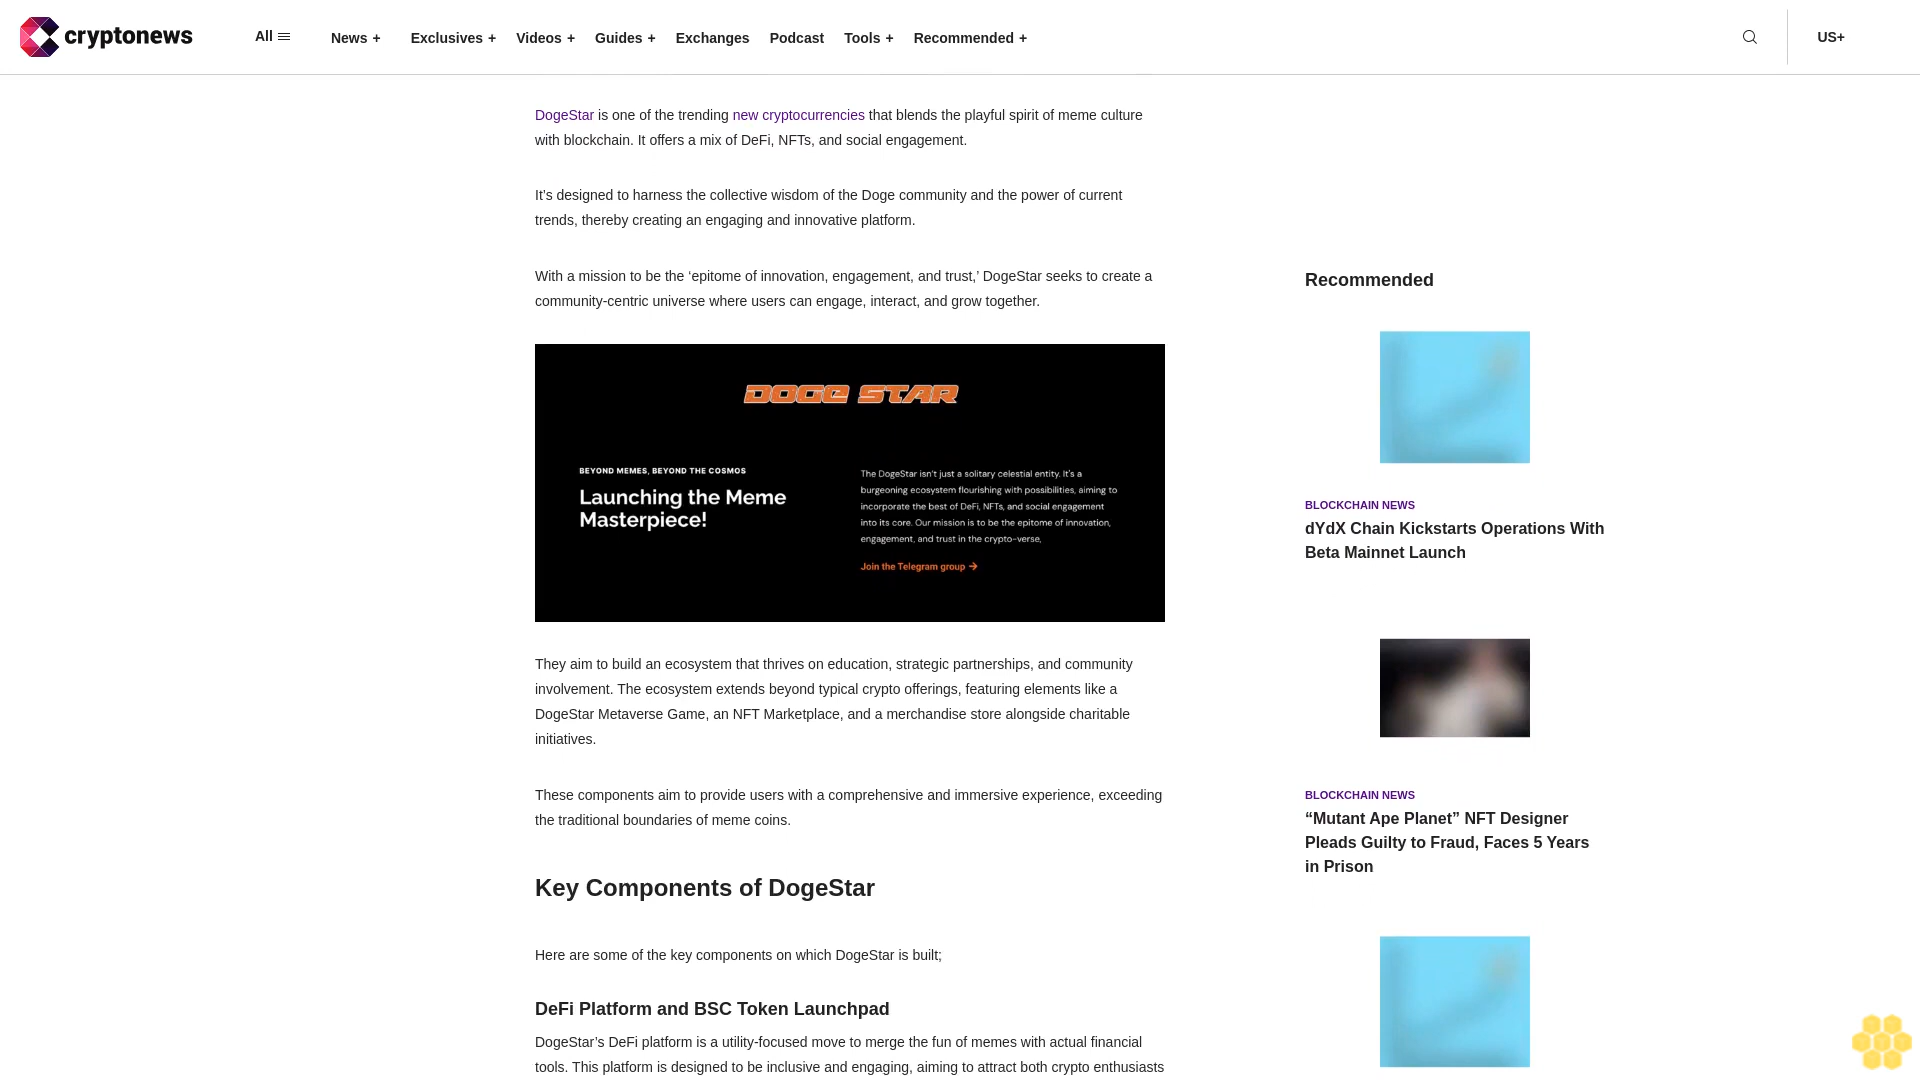 cryptonews
All
News +
Exclusives +
Videos +
Guides +
Exchanges
Podcast
Tools +
Recommended +
US+
DogeStar is one of the trending new cryptocurrencies that blends the playful spirit of meme culture
with blockchain. It offers a mix of DeFi, NFTs, and social engagement.
It’s designed to harness the collective wisdom of the Doge community and the power of current
trends, thereby creating an engaging and innovative platform.
With a mission to be the ‘epitome of innovation, engagement, and trust,’ DogeStar seeks to create a
community-centric universe where users can engage, interact, and grow together.
DOGE STAR
BEYOND MEMES, BEYOND THE COSMOS
Launching the Meme
Masterpiece!
The DogeStar isn't just a solitary celestial entity. It's a
burgeoning ecosystem flourishing with possibilities, aiming to
incorporate the best of DeFi, NFTs, and social engagement
into its core. Our mission is to be the epitome of innovation,
engagement, and trust in the crypto-verse,
Join the Telegram group →
They aim to build an ecosystem that thrives on education, strategic partnerships, and community
involvement. The ecosystem extends beyond typical crypto offerings, featuring elements like a
DogeStar Metaverse Game, an NFT Marketplace, and a merchandise store alongside charitable
initiatives.
These components aim to provide users with a comprehensive and immersive experience, exceeding
the traditional boundaries of meme coins.
Key Components of DogeStar
Here are some of the key components on which DogeStar is built;
DeFi Platform and BSC Token Launchpad
DogeStar’s DeFi platform is a utility-focused move to merge the fun of memes with actual financial
tools. This platform is designed to be inclusive and engaging, aiming to attract both crypto enthusiasts
Recommended
BLOCKCHAIN NEWS
dYdX Chain Kickstarts Operations With
Beta Mainnet Launch
BLOCKCHAIN NEWS
“Mutant Ape Planet” NFT Designer
Pleads Guilty to Fraud, Faces 5 Years
in Prison